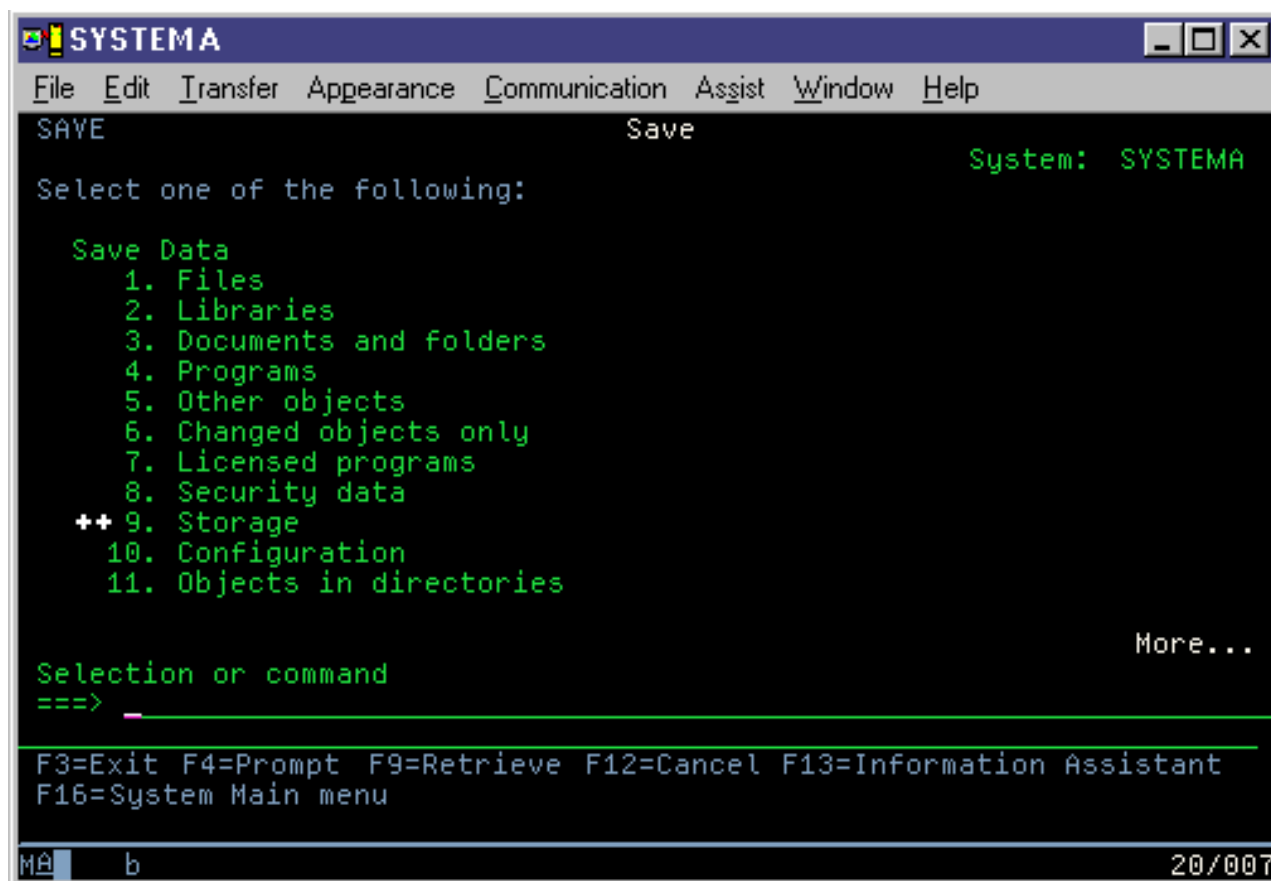 SYSTEMA
File Edit Transfer Appearance Communication Assist Window Help
SAVE Save
System: SYSTEMA
Select one of the following:
Save Data
1. Files
2. Libraries
3. Documents and folders
4. Programs
5. Other objects
6. Changed objects only
7. Licensed programs
8. Security data
++ 9. Storage
10. Configuration
11. Objects in directories
More...
Selection or command
===> _
F3=Exit F4=Prompt F9=Retrieve F12=Cancel F13=Information Assistant
F16=System Main menu
MA b 20/007